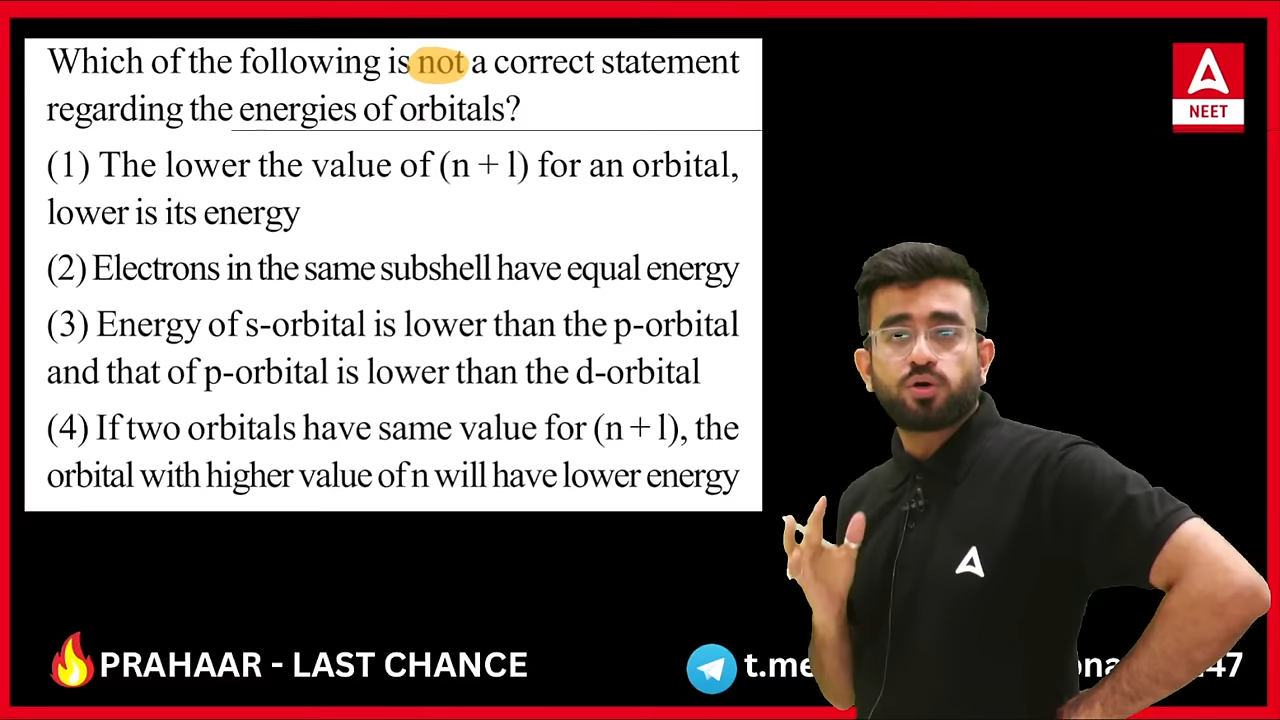 Which of the following is not a correct statement
regarding the energies of orbitals?
(1) The lower the value of (n + l) for an orbital,
lower is its energy
(2) Electrons in the same subshell have equal energy
(3) Energy of s-orbital is lower than the p-orbital
and that of p-orbital is lower than the d-orbital
(4) If two orbitals have same value for (n + l), the
orbital with higher value of n will have lower energy
NEET
PRAHAAR - LAST CHANCE
t.me
47